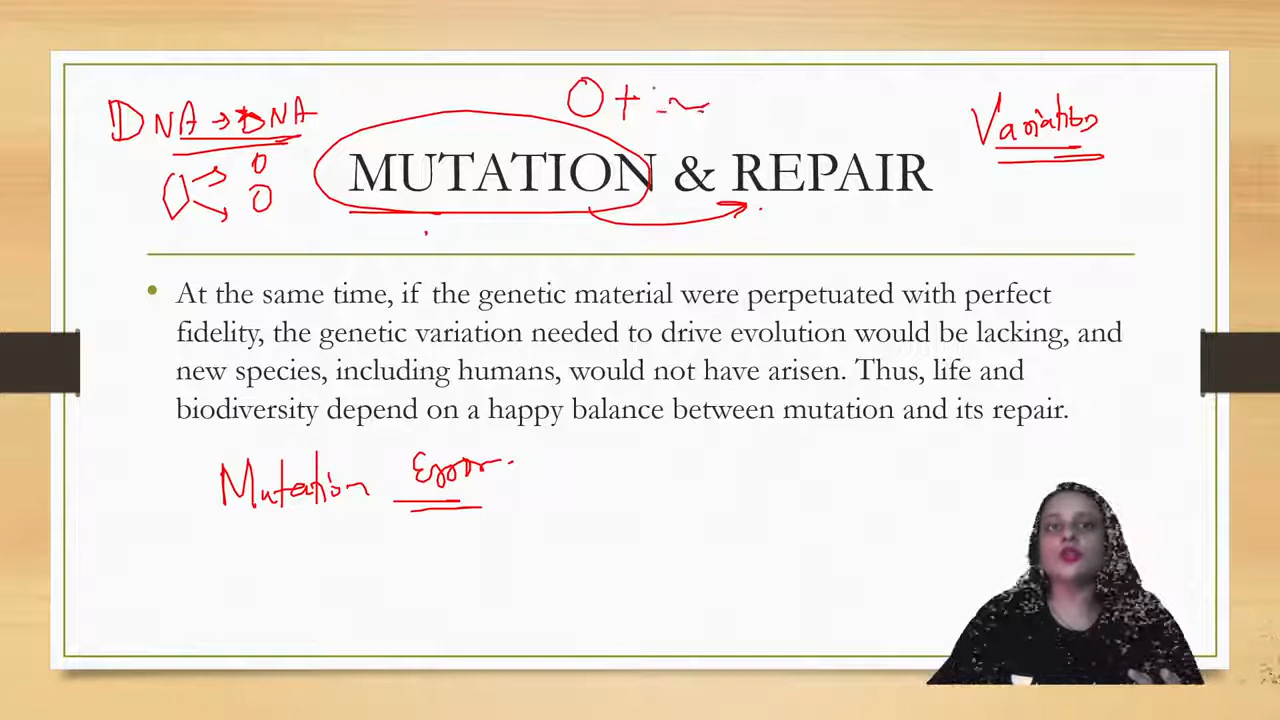 DNA → DNA
O +
Variation
MUTATION & REPAIR
• At the same time, if the genetic material were perpetuated with perfect
fidelity, the genetic variation needed to drive evolution would be lacking, and
new species, including humans, would not have arisen. Thus, life and
biodiversity depend on a happy balance between mutation and its repair.
Mutation Error.